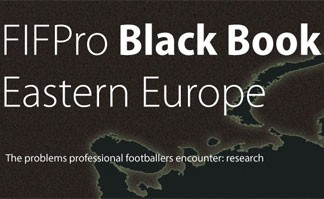 FIFPro Black Book
Eastern Europe
The problems professional footballers encounter: research